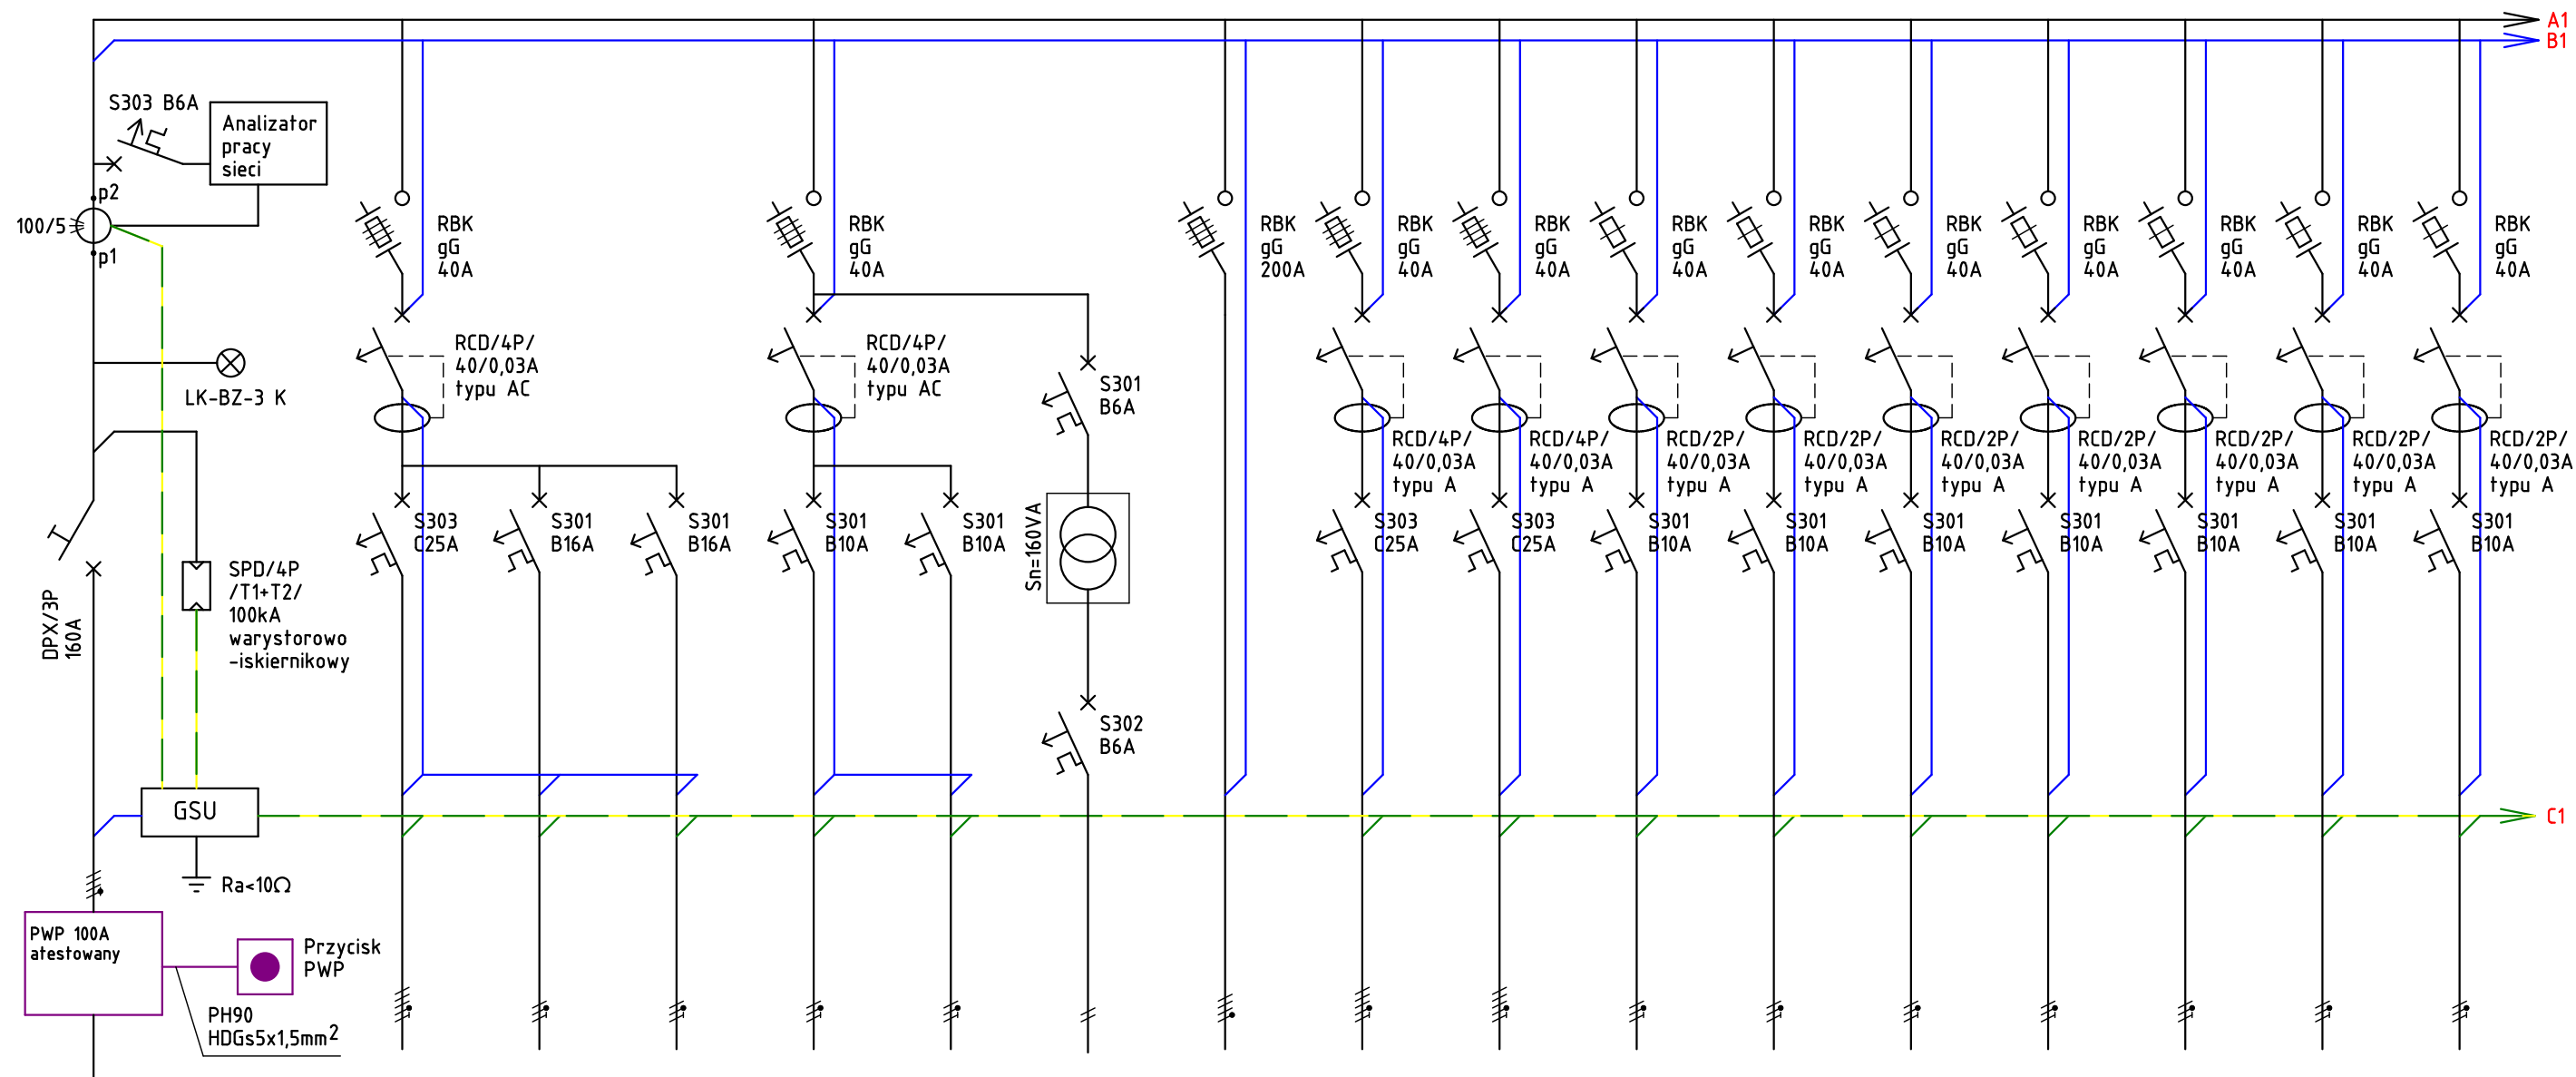 A1
B1
S303 B6A
Analizator
pracy
sieci
p2
100/5
p1
LK-BZ-3 K
DPX/3P
160A
SPD/4P
/T1+T2/
100kA
warystorowo
-iskiernikowy
GSU
Ra<10Ω
PWP 100A
atestowany
Przycisk
PWP
PH90
HDGs5x1,5mm2
RBK
gG
40A
RCD/4P/
40/0,03A
typu AC
S303
C25A
S301
B16A
S301
B16A
RBK
gG
40A
RCD/4P/
40/0,03A
typu AC
S301
B10A
S301
B10A
S301
B6A
Sn=160VA
S302
B6A
RBK
gG
200A
RBK
gG
40A
RCD/4P/
40/0,03A
typu A
S303
C25A
RBK
gG
40A
RCD/4P/
40/0,03A
typu A
S303
C25A
RBK
gG
40A
RCD/2P/
40/0,03A
typu A
S301
B10A
RBK
gG
40A
RCD/2P/
40/0,03A
typu A
S301
B10A
RBK
gG
40A
RCD/2P/
40/0,03A
typu A
S301
B10A
RBK
gG
40A
RCD/2P/
40/0,03A
typu A
S301
B10A
RBK
gG
40A
RCD/2P/
40/0,03A
typu A
S301
B10A
RBK
gG
40A
RCD/2P/
40/0,03A
typu A
S301
B10A
RBK
gG
40A
RCD/2P/
40/0,03A
typu A
S301
B10A
C1